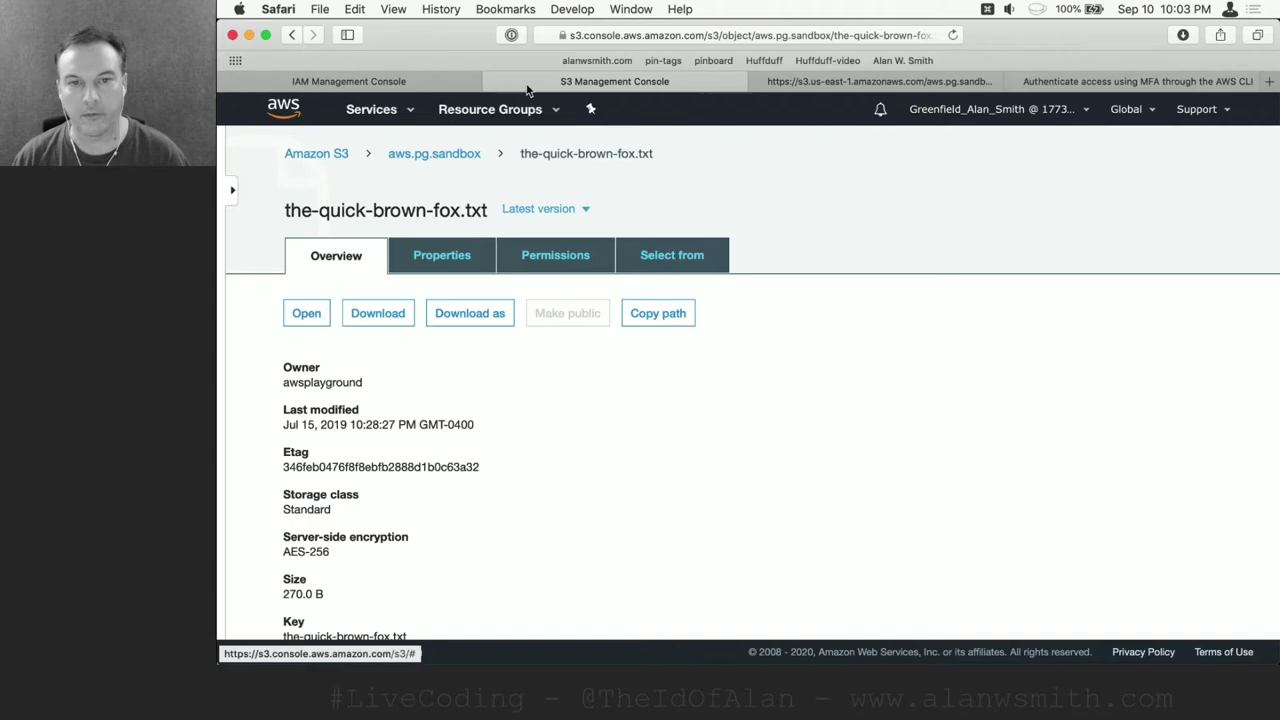 Safari File Edit View History Bookmarks Develop Window Help 100% Sep 10 10:03 PM
s3.console.aws.amazon.com/s3/object/aws.pg.sandbox/the-quick-brown-fox.
alanwsmith.com pin-tags pinboard Huffduff Huffduff-video Alan W. Smith
IAM Management Console S3 Management Console https://s3.us-east-1.amazonaws.com/aws.pg.sandb... Authenticate access using MFA through the AWS CLI
aws Services Resource Groups Greenfield_Alan_Smith @ 1773... Global Support
Amazon S3 > aws.pg.sandbox > the-quick-brown-fox.txt
the-quick-brown-fox.txt Latest version
Overview Properties Permissions Select from
Open Download Download as Make public Copy path
Owner
awsplayground
Last modified
Jul 15, 2019 10:28:27 PM GMT-0400
Etag
346feb0476f8f8ebfb2888d1b0c63a32
Storage class
Standard
Server-side encryption
AES-256
Size
270.0 B
Key
the-quick-brown-fox.txt
https://s3.console.aws.amazon.com/s3/# © 2008 - 2020, Amazon Web Services, Inc. or its affiliates. All rights reserved. Privacy Policy Terms of Use
#LiveCoding - @TheIdOfAlan - www.alanwsmith.com